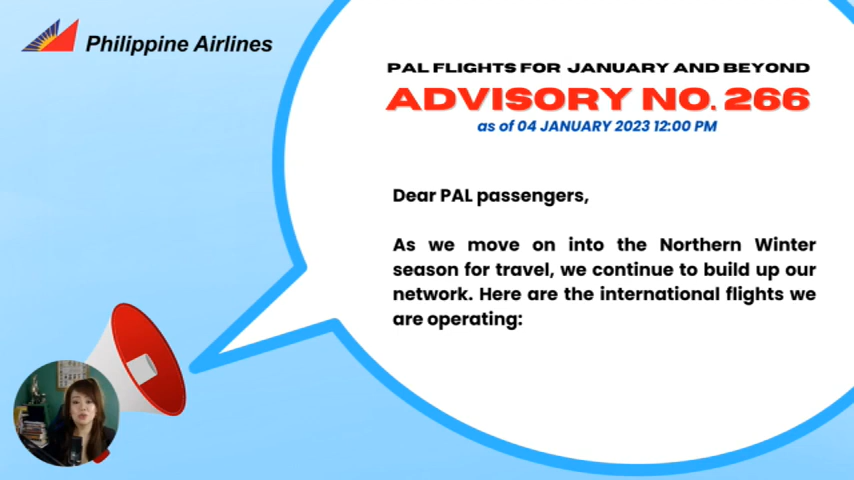 Philippine Airlines
PAL FLIGHTS FOR JANUARY AND BEYOND
ADVISORY NO. 266
as of 04 JANUARY 2023 12:00 PM
Dear PAL passengers,
As we move on into the Northern Winter
season for travel, we continue to build up our
network. Here are the international flights we
are operating: